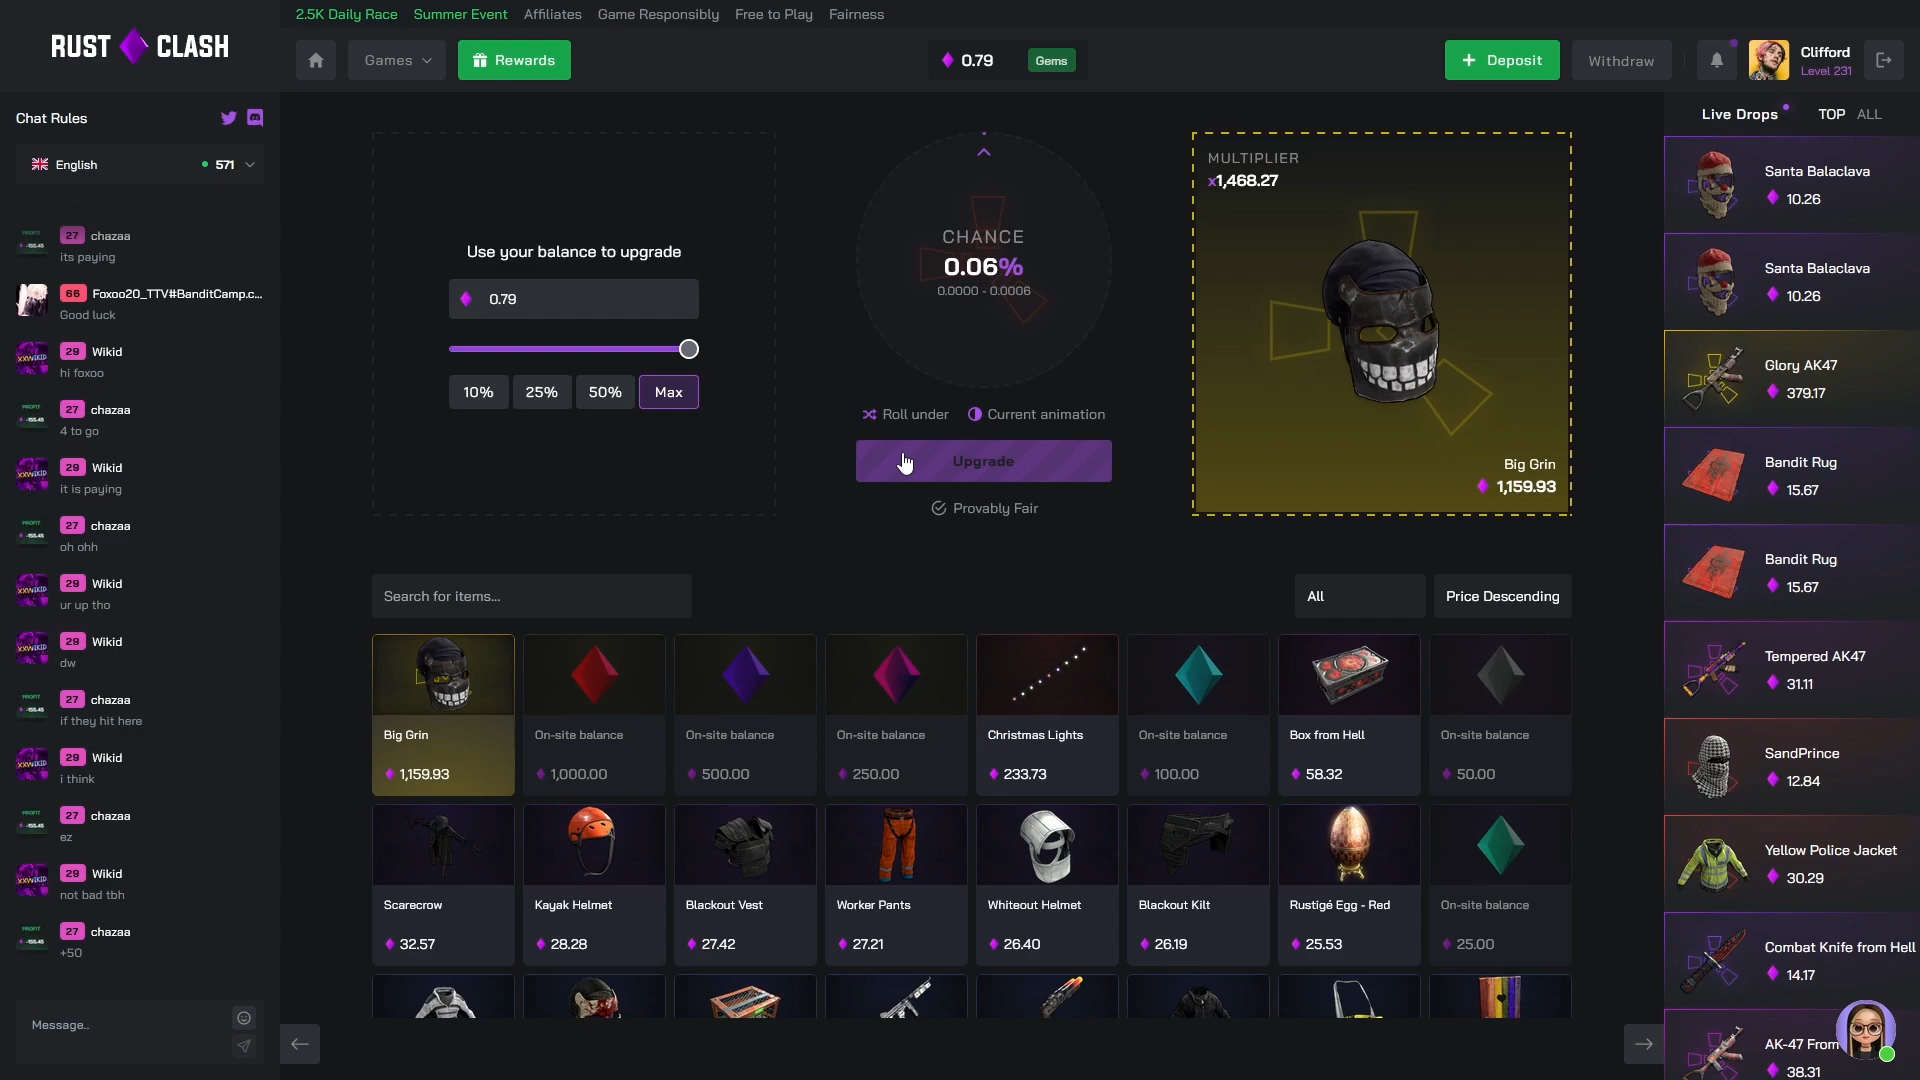 2.5K Daily Race
Summer Event
Affiliates
Game Responsibly
Free to Play
Fairness
RUST CLASH
Games
Rewards
0.79
Gems
Deposit
Withdraw
Clifford
Level 231
Chat Rules
English
571
27 chazaa
its paying
66 Foxoo20_TTV#BanditCamp.c...
Good luck
29 Wikid
hi foxoo
27 chazaa
4 to go
29 Wikid
it is paying
27 chazaa
oh ohh
29 Wikid
ur up tho
29 Wikid
dw
27 chazaa
if they hit here
29 Wikid
i think
27 chazaa
ez
29 Wikid
not bad tbh
27 chazaa
+50
Message..
Use your balance to upgrade
0.79
10%
25%
50%
Max
CHANCE
0.06%
0.0000 - 0.0006
Roll under
Current animation
Upgrade
Provably Fair
MULTIPLIER
x1,468.27
Big Grin
1,159.93
Search for items...
All
Price Descending
Big Grin
1,159.93
On-site balance
1,000.00
On-site balance
500.00
On-site balance
250.00
Christmas Lights
233.73
On-site balance
100.00
Box from Hell
58.32
On-site balance
50.00
Scarecrow
32.57
Kayak Helmet
28.28
Blackout Vest
27.42
Worker Pants
27.21
Whiteout Helmet
26.40
Blackout Kilt
26.19
Rustigé Egg - Red
25.53
On-site balance
25.00
Live Drops
TOP
ALL
Santa Balaclava
10.26
Santa Balaclava
10.26
Glory AK47
379.17
Bandit Rug
15.67
Bandit Rug
15.67
Tempered AK47
31.11
SandPrince
12.84
Yellow Police Jacket
30.29
Combat Knife from Hell
14.17
AK-47 From
38.31